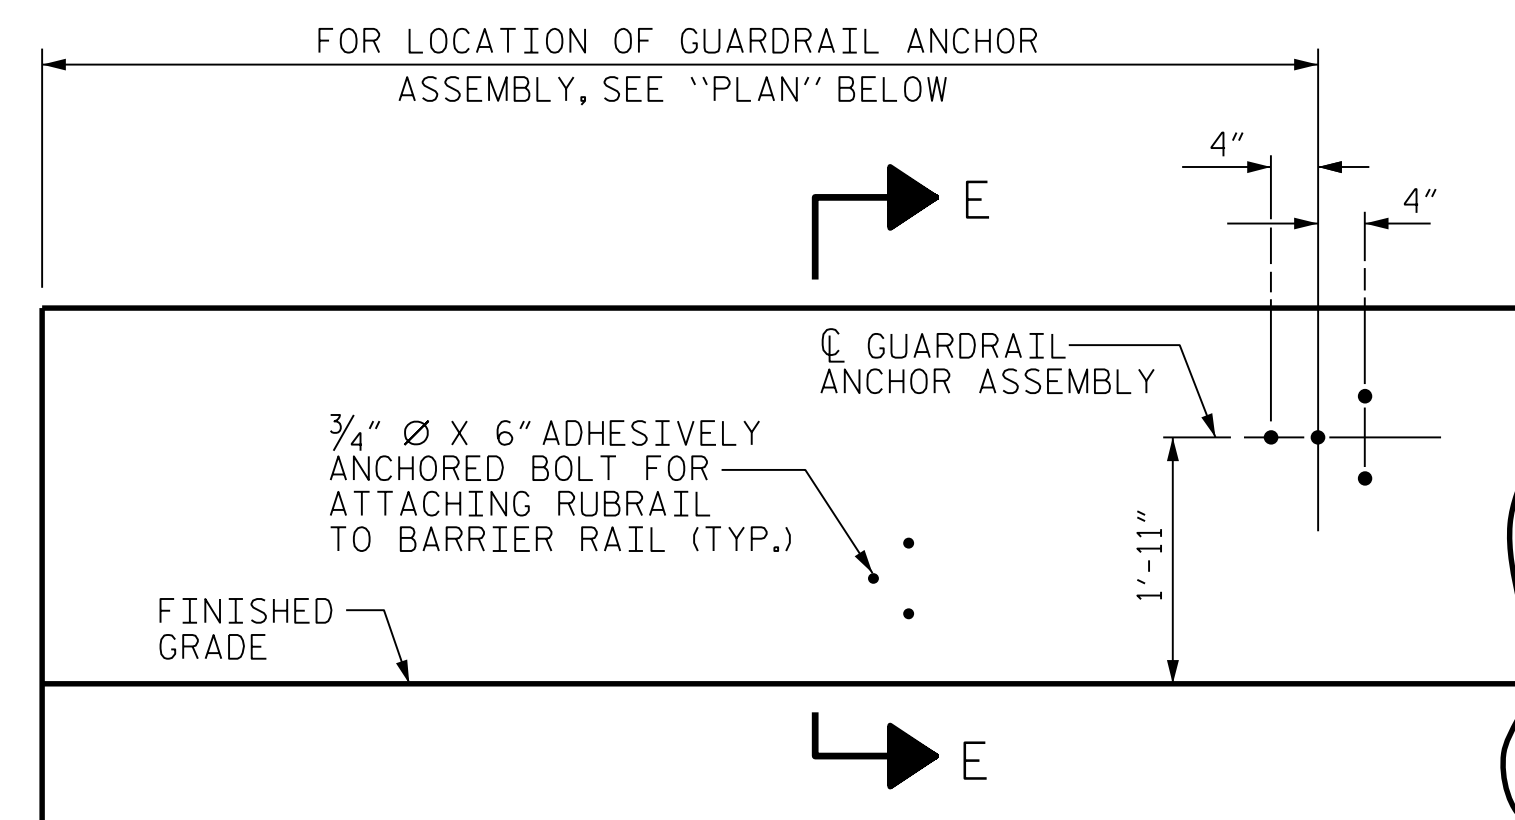 FOR LOCATION OF GUARDRAIL ANCHOR
ASSEMBLY, SEE ‵‵PLAN′′ BELOW
4″
4″
E
℄ GUARDRAIL
ANCHOR ASSEMBLY
¾″ Ø X 6″ ADHESIVELY
ANCHORED BOLT FOR
ATTACHING RUBRAIL
TO BARRIER RAIL (TYP.)
1′-11″
FINISHED
GRADE
E